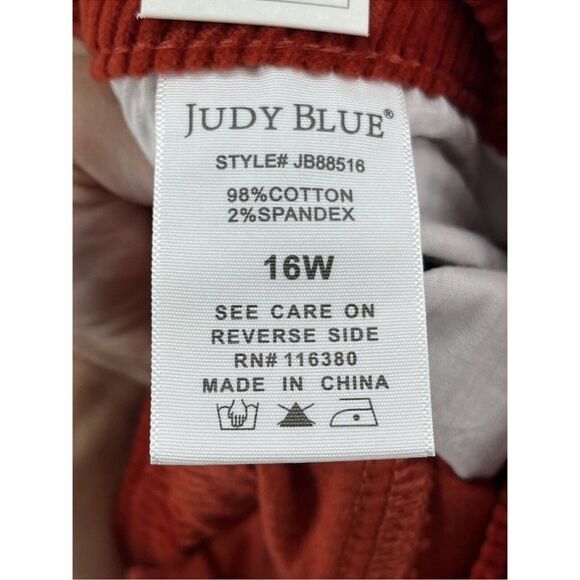 JUDY BLUE®
STYLE# JB88516
98%COTTON
2%SPANDEX
16W
SEE CARE ON
REVERSE SIDE
RN# 116380
MADE IN CHINA